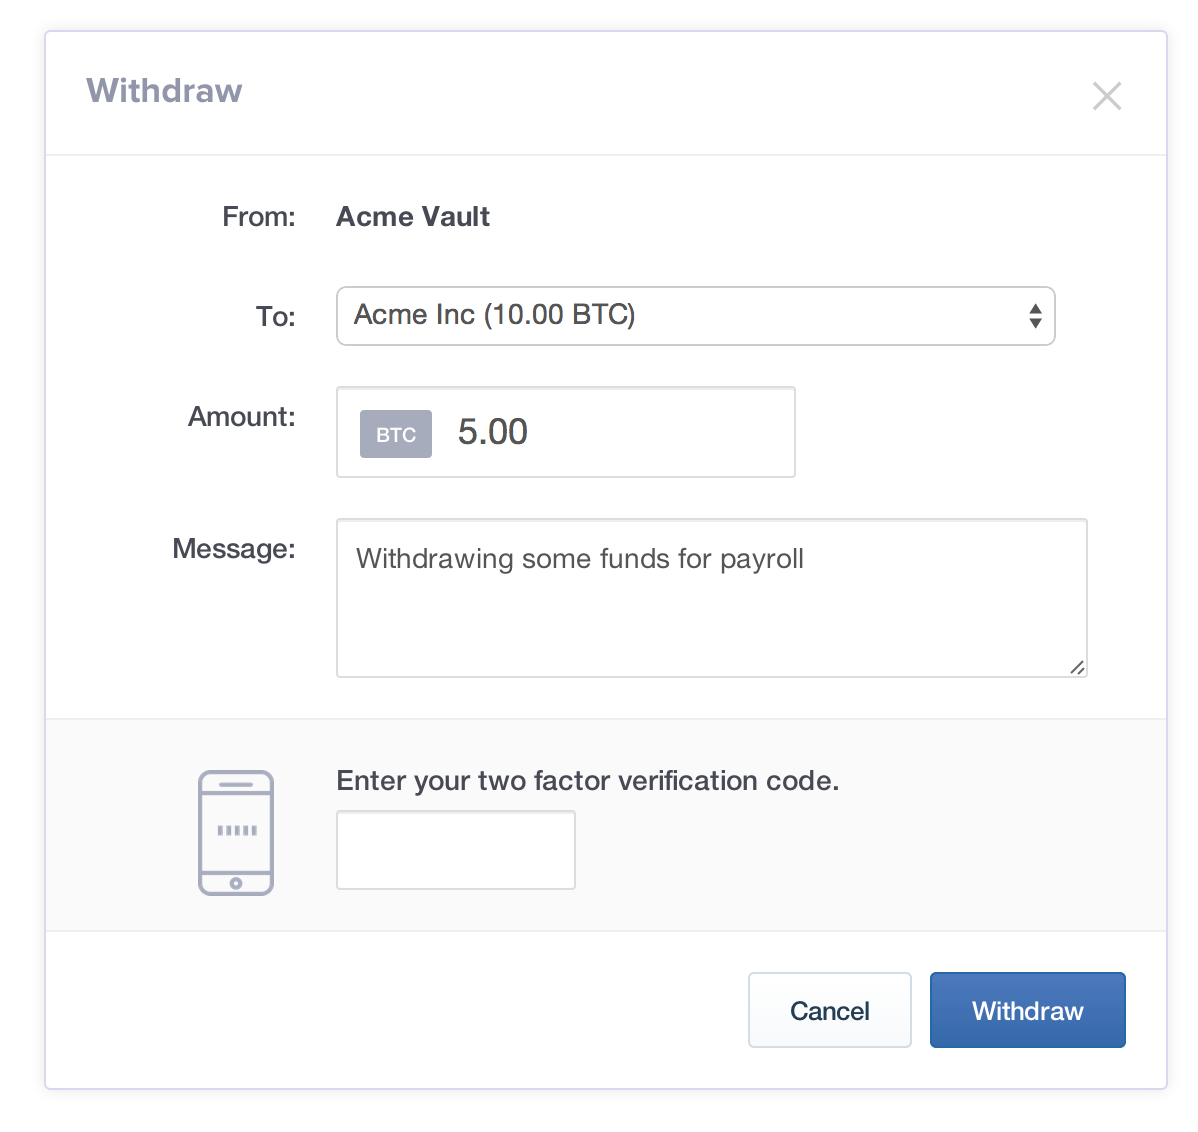 Withdraw
From: Acme Vault
To: Acme Inc (10.00 BTC)
Amount: BTC 5.00
Message: Withdrawing some funds for payroll
Enter your two factor verification code.
Cancel Withdraw